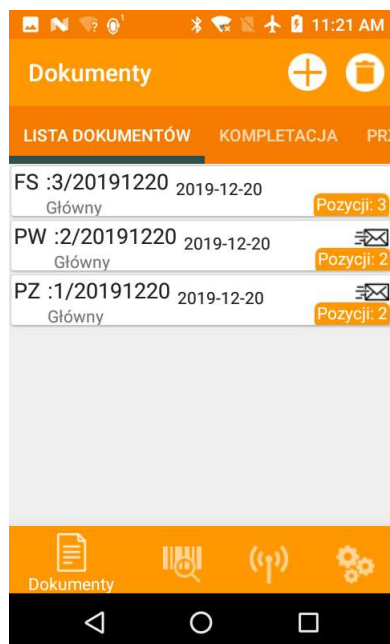 11:21 AM
Dokumenty
LISTA DOKUMENTÓW KOMPLETACJA PRZ
FS :3/20191220 2019-12-20
Główny Pozycji: 3
PW :2/20191220 2019-12-20
Główny Pozycji: 2
PZ :1/20191220 2019-12-20
Główny Pozycji: 2
Dokumenty